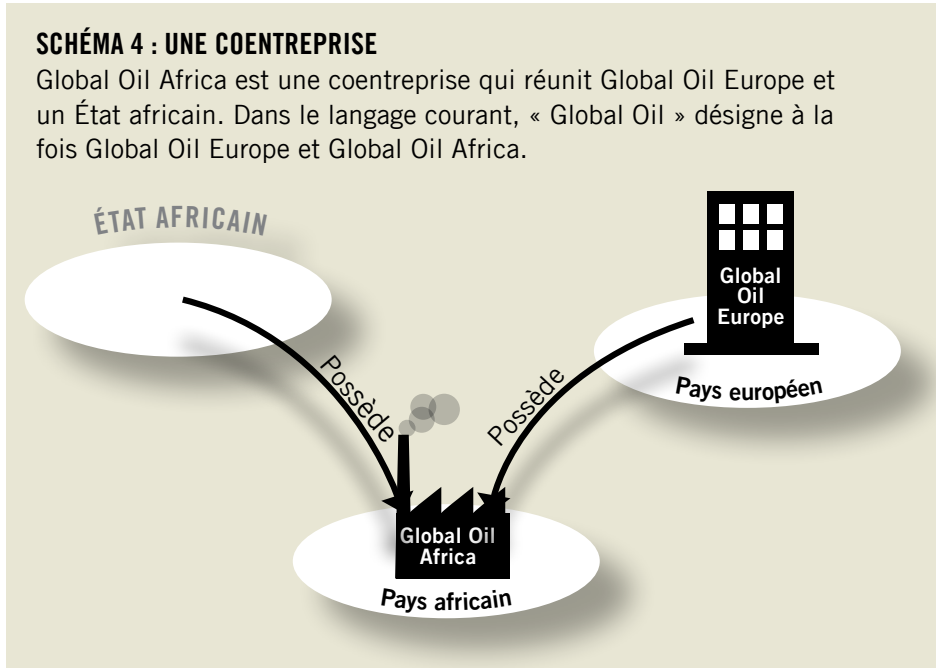 SCHÉMA 4 : UNE COENTREPRISE
Global Oil Africa est une coentreprise qui réunit Global Oil Europe et
un État africain. Dans le langage courant, « Global Oil » désigne à la
fois Global Oil Europe et Global Oil Africa.
ÉTAT AFRICAIN
Global
Oil
Europe
Pays européen
Possède
Possède
Global Oil
Africa
Pays africain